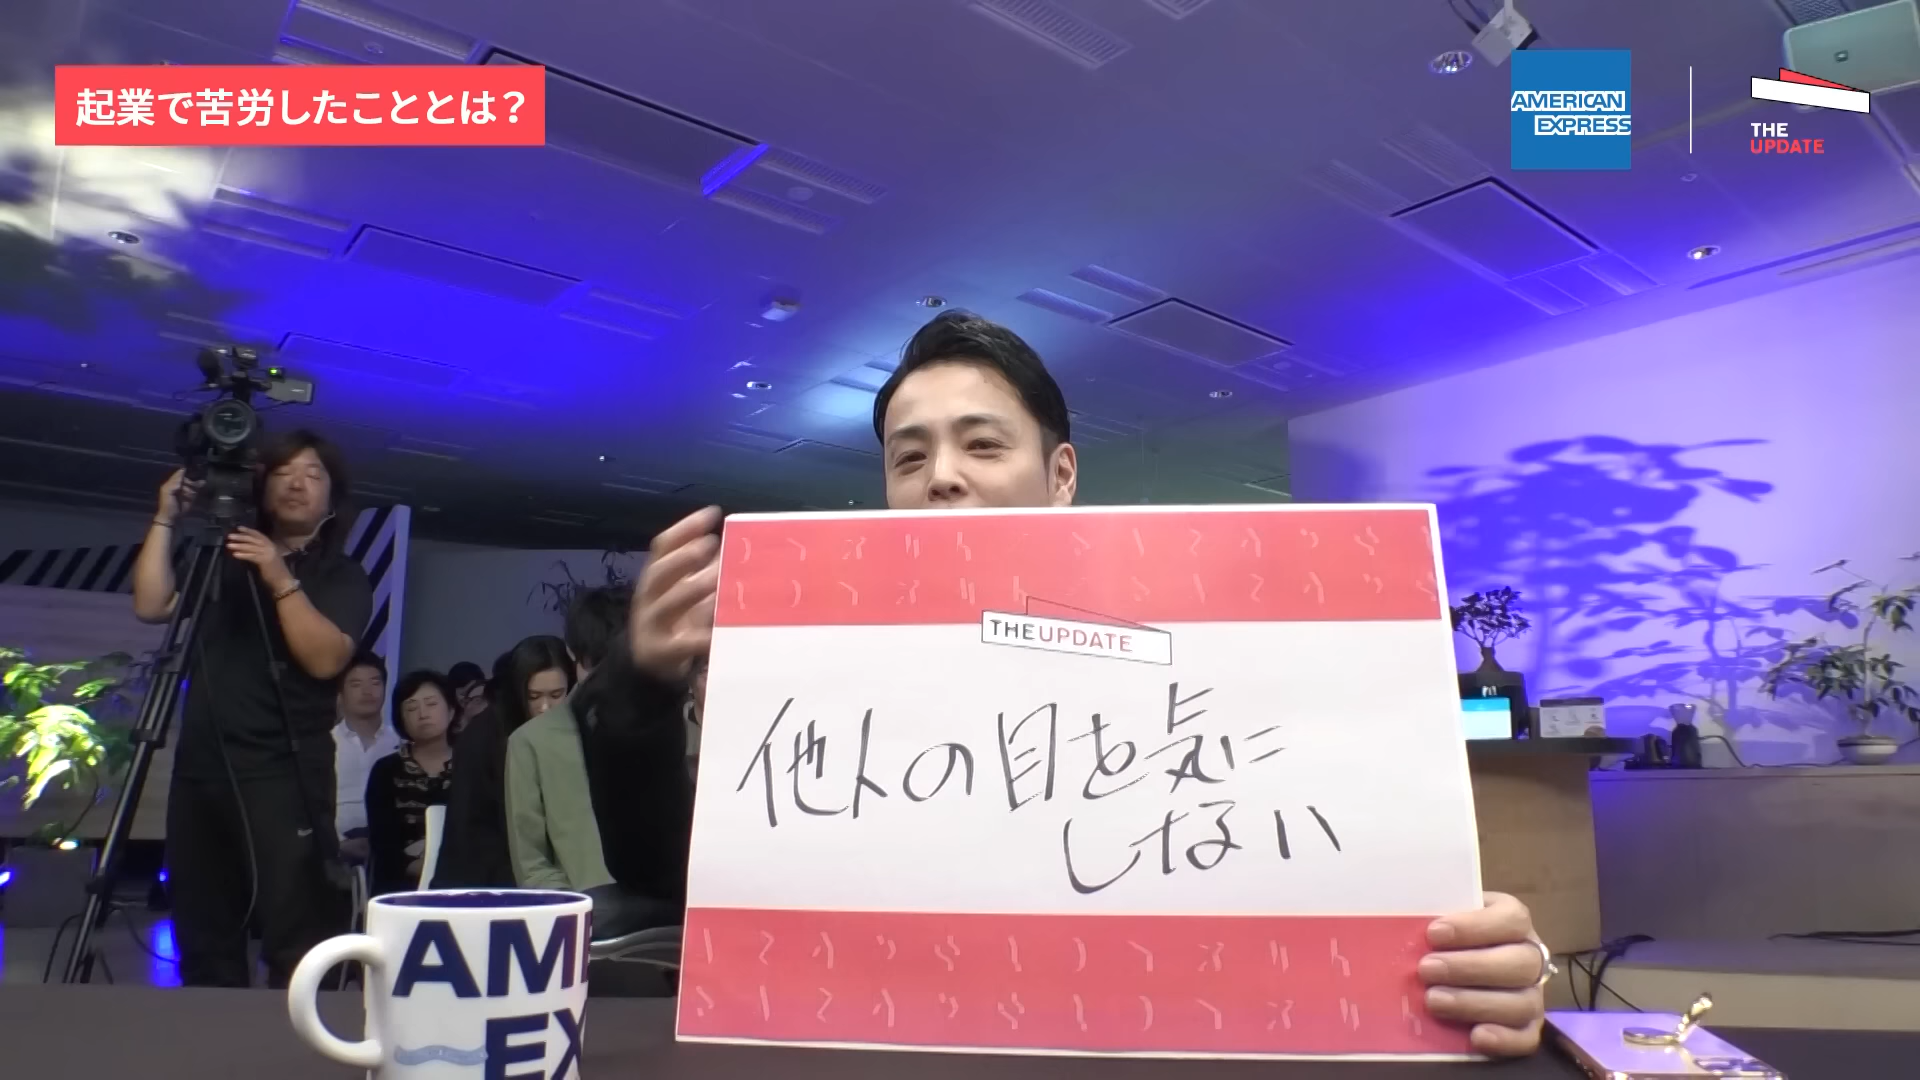 起業で苦労したこととは？
AMERICAN
EXPRESS
THE
UPDATE
THE UPDATE
他人の目を気に
しない
AM
EX